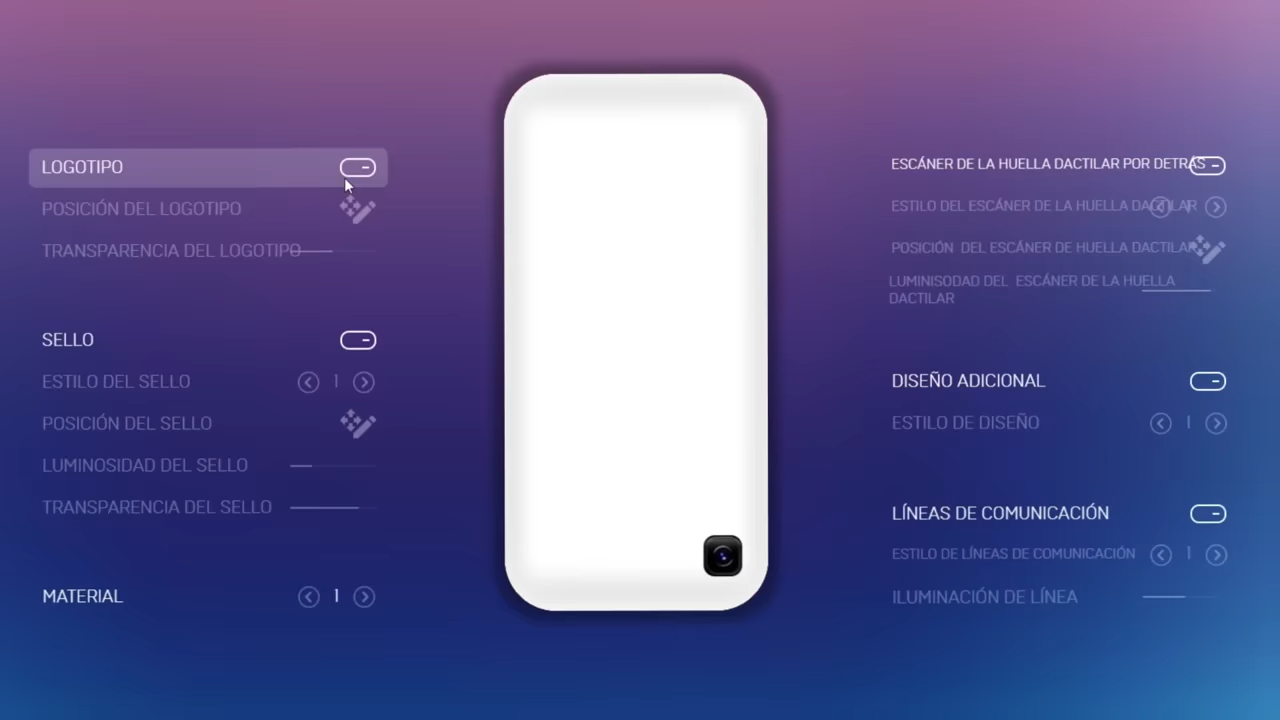 LOGOTIPO
POSICIÓN DEL LOGOTIPO
TRANSPARENCIA DEL LOGOTIPO
SELLO
ESTILO DEL SELLO 1
POSICIÓN DEL SELLO
LUMINOSIDAD DEL SELLO
TRANSPARENCIA DEL SELLO
MATERIAL 1
ESCÁNER DE LA HUELLA DACTILAR POR DETRÁS
ESTILO DEL ESCÁNER DE LA HUELLA DACTILAR 1
POSICIÓN DEL ESCÁNER DE HUELLA DACTILAR
LUMINISODAD DEL ESCÁNER DE LA HUELLA
DACTILAR
DISEÑO ADICIONAL
ESTILO DE DISEÑO 1
LÍNEAS DE COMUNICACIÓN
ESTILO DE LÍNEAS DE COMUNICACIÓN 1
ILUMINACIÓN DE LÍNEA